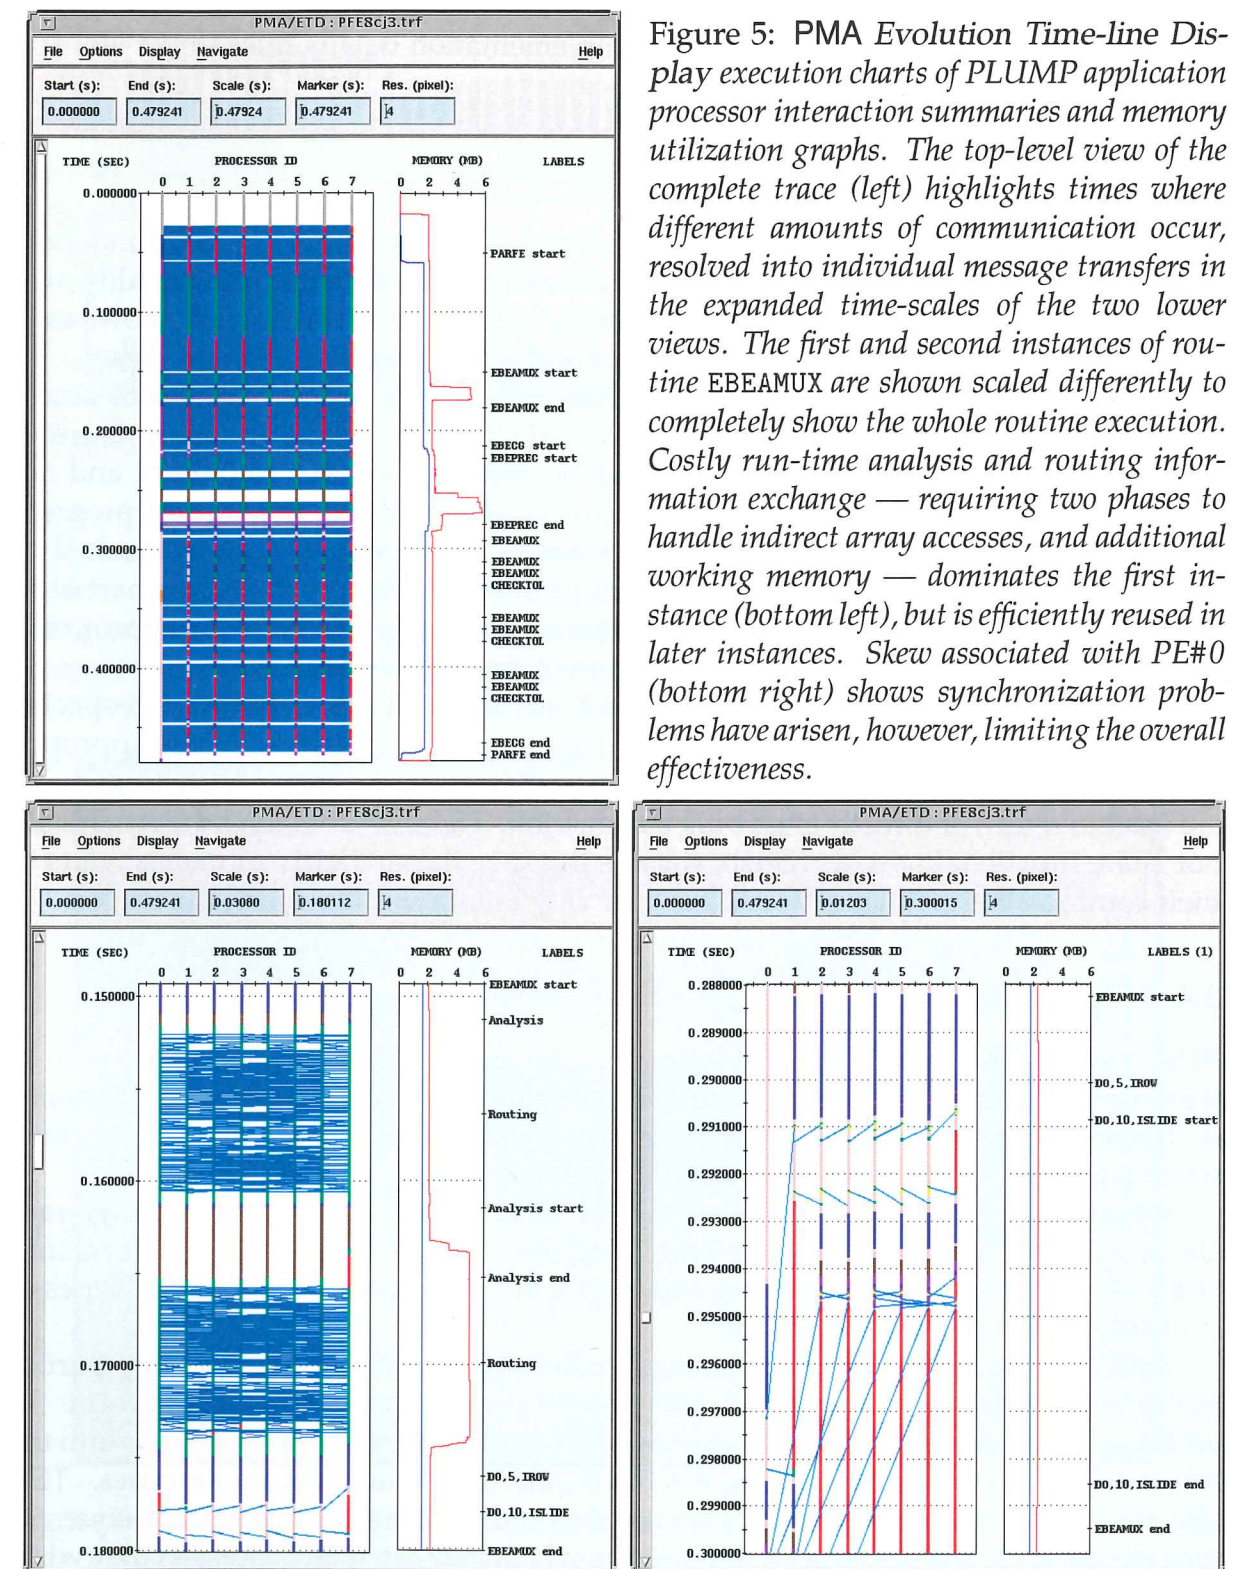 PMA/ETD : PFE8cj3.trf
File Options Display Navigate Help
Start (s): End (s): Scale (s): Marker (s): Res. (pixel):
0.000000 0.479241 0.47924 0.479241 4
TIME (SEC) PROCESSOR ID MEMORY (MB) LABELS
0 1 2 3 4 5 6 7 0 2 4 6
0.000000
PARFE start
0.100000
EBEAMUX start
EBEAMUX end
0.200000
EBECG start
EBEPREC start
EBEPREC end
EBEAMUX
0.300000
EBEAMUX
EBEAMUX
CHECKTOL
EBEAMUX
EBEAMUX
CHECKTOL
0.400000
EBEAMUX
EBEAMUX
CHECKTOL
EBECG end
PARFE end
Figure 5: PMA Evolution Time-line Dis-
play execution charts of PLUMP application
processor interaction summaries and memory
utilization graphs. The top-level view of the
complete trace (left) highlights times where
different amounts of communication occur,
resolved into individual message transfers in
the expanded time-scales of the two lower
views. The first and second instances of rou-
tine EBEAMUX are shown scaled differently to
completely show the whole routine execution.
Costly run-time analysis and routing infor-
mation exchange — requiring two phases to
handle indirect array accesses, and additional
working memory — dominates the first in-
stance (bottom left), but is efficiently reused in
later instances. Skew associated with PE#0
(bottom right) shows synchronization prob-
lems have arisen, however, limiting the overall
effectiveness.
PMA/ETD : PFE8cj3.trf
File Options Display Navigate Help
Start (s): End (s): Scale (s): Marker (s): Res. (pixel):
0.000000 0.479241 0.03080 0.180112 4
TIME (SEC) PROCESSOR ID MEMORY (MB) LABELS
0 1 2 3 4 5 6 7 0 2 4 6
EBEAMUX start
0.150000
Analysis
Routing
0.160000
Analysis start
Analysis end
0.170000
Routing
DO,5,IROW
DO,10,ISLIDE
0.180000
EBEAMUX end
PMA/ETD : PFE8cj3.trf
File Options Display Navigate Help
Start (s): End (s): Scale (s): Marker (s): Res. (pixel):
0.000000 0.479241 0.01203 0.300015 4
TIME (SEC) PROCESSOR ID MEMORY (MB) LABELS (1)
0 1 2 3 4 5 6 7 0 2 4 6
0.288000
EBEAMUX start
0.289000
0.290000
DO,5,IROW
DO,10,ISLIDE start
0.291000
0.292000
0.293000
0.294000
0.295000
0.296000
0.297000
0.298000
DO,10,ISLIDE end
0.299000
EBEAMUX end
0.300000